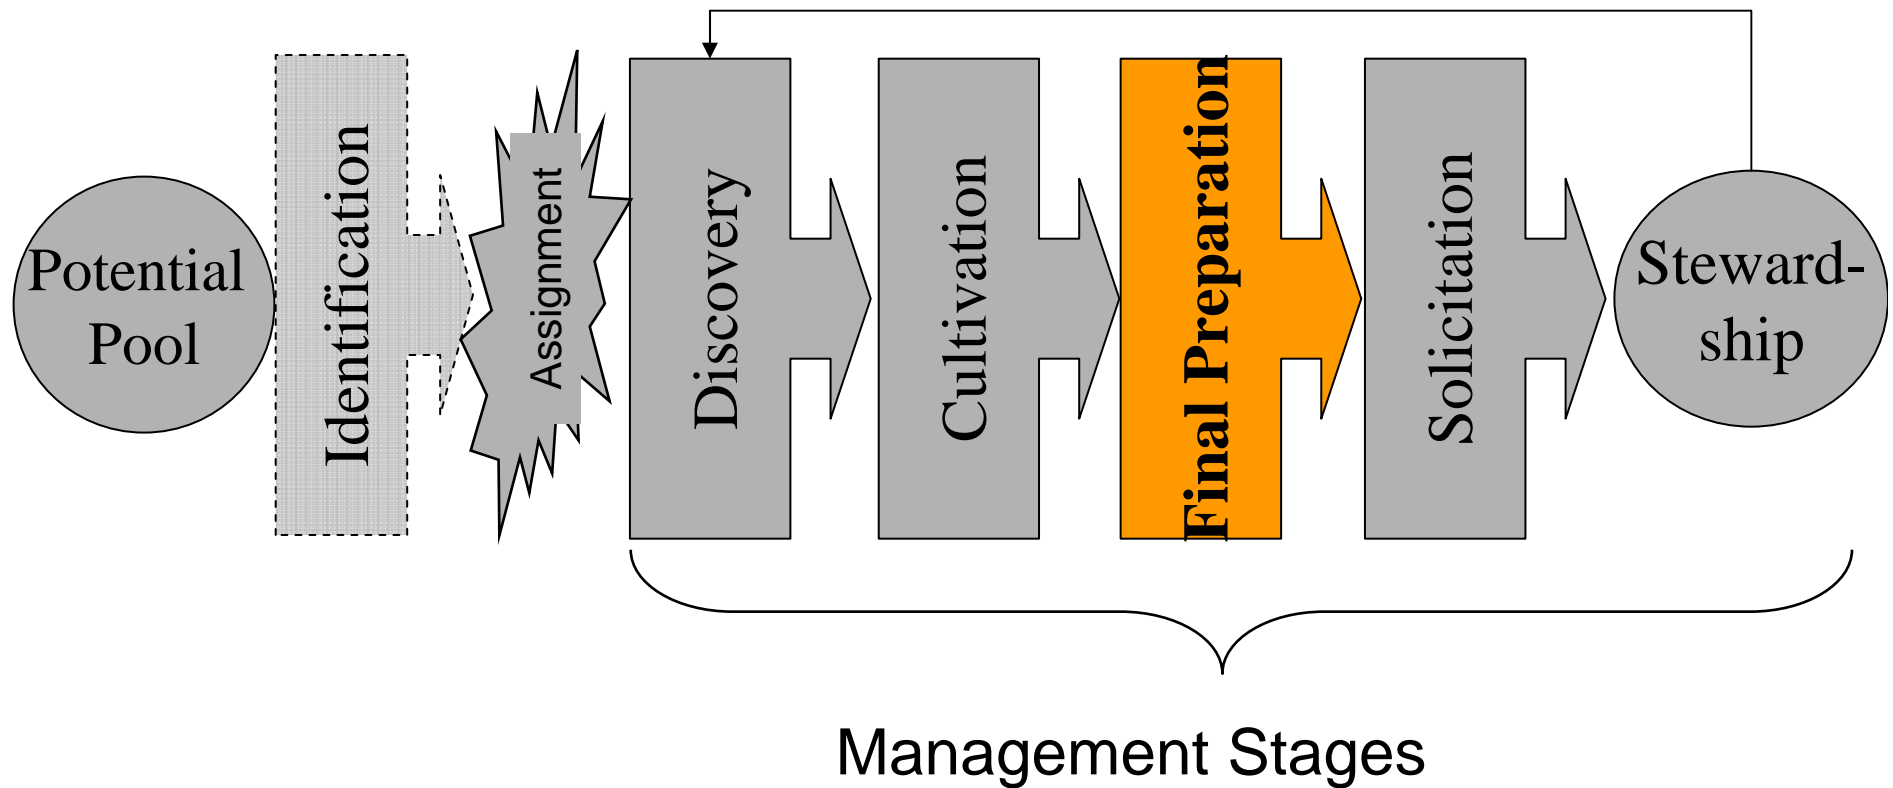 Potential
Pool
Identification
Assignment
Discovery
Cultivation
Final Preparation
Solicitation
Steward-
ship
Management Stages